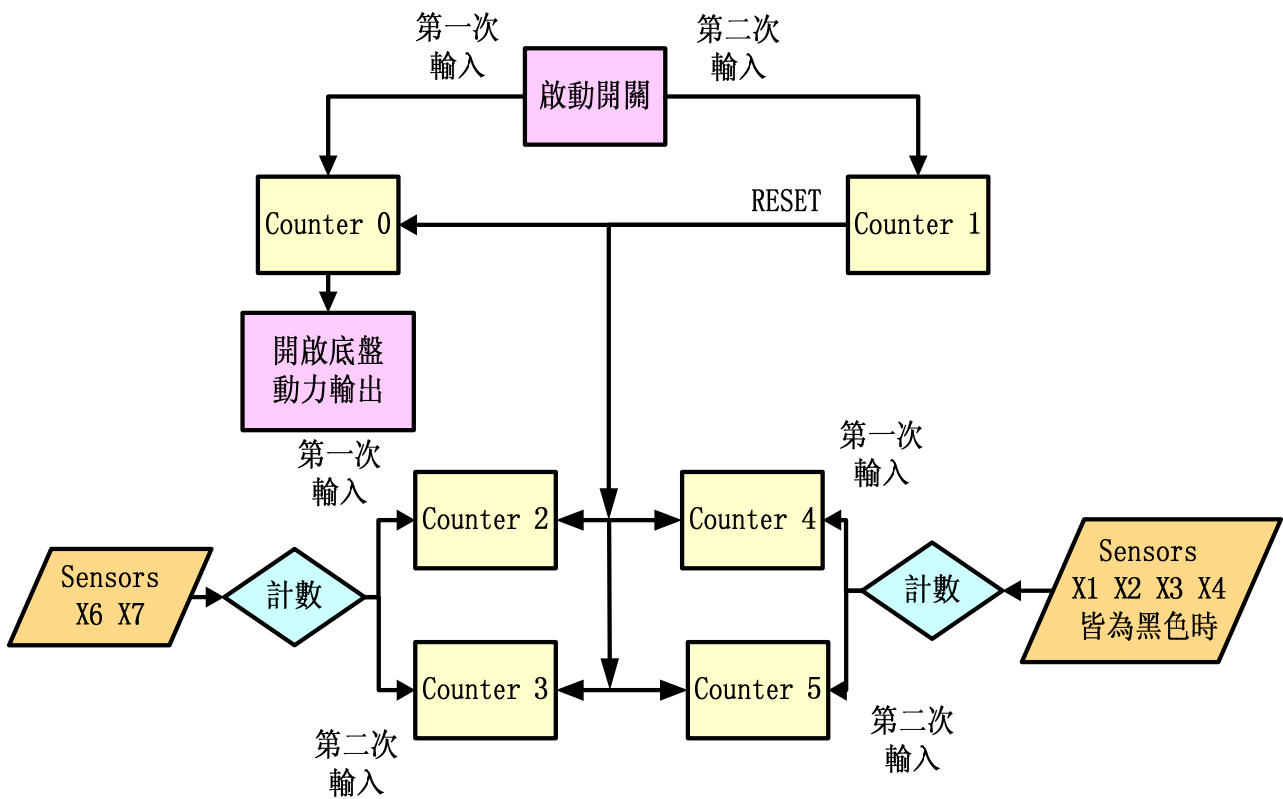 第一次
輸入
第二次
輸入
啟動開關
Counter 0
RESET
Counter 1
開啟底盤
動力輸出
第一次
輸入
第一次
輸入
Counter 2
Counter 4
Sensors
X6 X7
計數
計數
Sensors
X1 X2 X3 X4
皆為黑色時
Counter 3
Counter 5
第二次
輸入
第二次
輸入